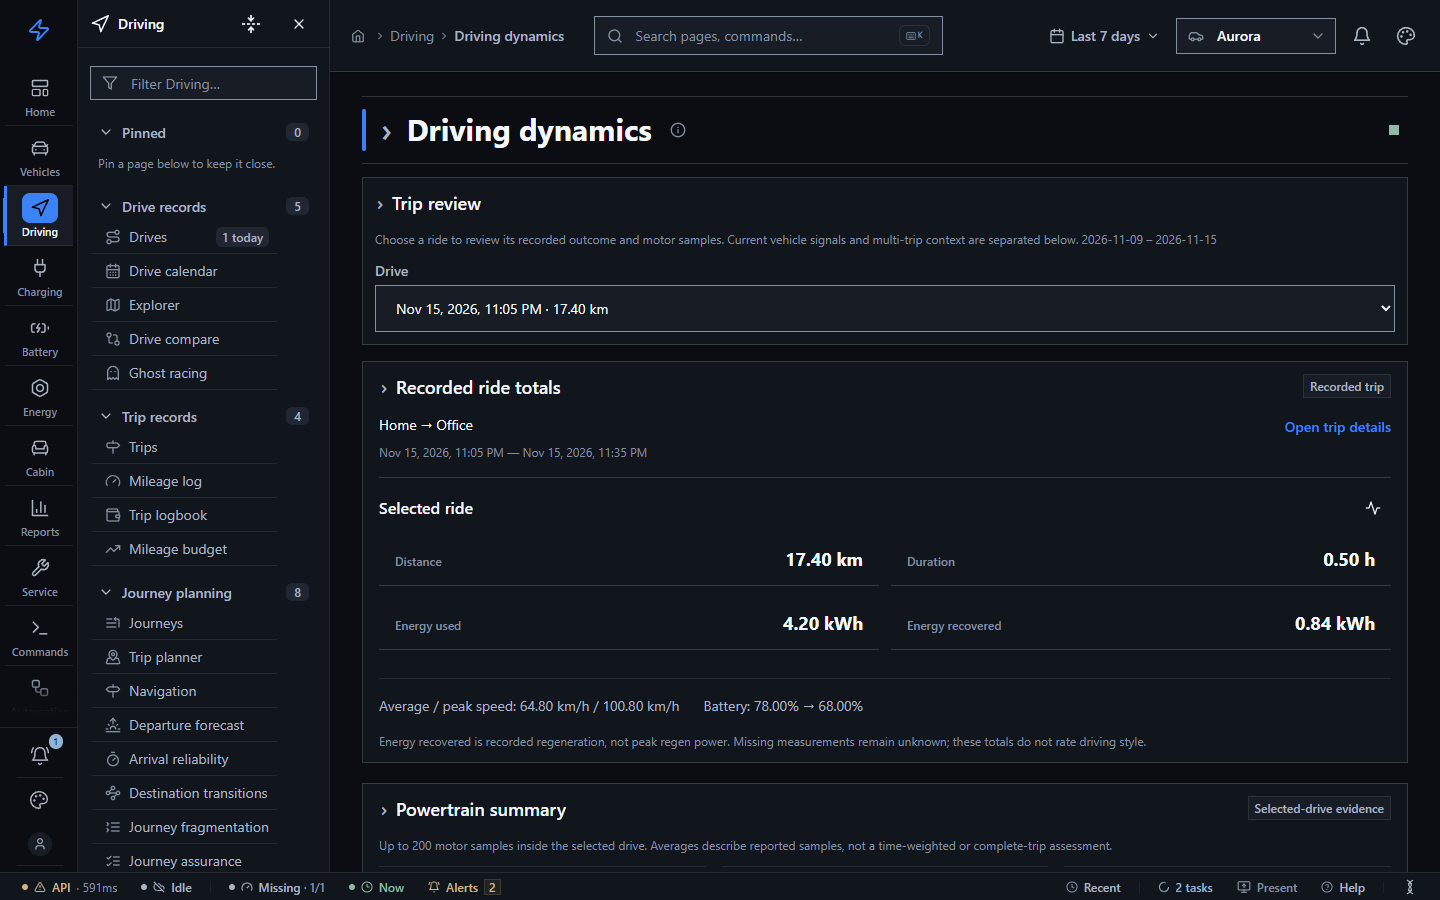 Home
Vehicles
Driving
Charging
Battery
Energy
Cabin
Reports
Service
Commands
1
Driving
Filter Driving...
Pinned 0
Pin a page below to keep it close.
Drive records 5
Drives 1 today
Drive calendar
Explorer
Drive compare
Ghost racing
Trip records 4
Trips
Mileage log
Trip logbook
Mileage budget
Journey planning 8
Journeys
Trip planner
Navigation
Departure forecast
Arrival reliability
Destination transitions
Journey fragmentation
Journey assurance
Driving Driving dynamics
Search pages, commands... K
Last 7 days
Aurora
Driving dynamics
Trip review
Choose a ride to review its recorded outcome and motor samples. Current vehicle signals and multi-trip context are separated below. 2026-11-09 – 2026-11-15
Drive
Nov 15, 2026, 11:05 PM · 17.40 km
Recorded ride totals Recorded trip
Home → Office Open trip details
Nov 15, 2026, 11:05 PM — Nov 15, 2026, 11:35 PM
Selected ride
Distance 17.40 km Duration 0.50 h
Energy used 4.20 kWh Energy recovered 0.84 kWh
Average / peak speed: 64.80 km/h / 100.80 km/h Battery: 78.00% → 68.00%
Energy recovered is recorded regeneration, not peak regen power. Missing measurements remain unknown; these totals do not rate driving style.
Powertrain summary Selected-drive evidence
Up to 200 motor samples inside the selected drive. Averages describe reported samples, not a time-weighted or complete-trip assessment.
API · 591ms Idle Missing · 1/1 Now Alerts 2 Recent 2 tasks Present Help